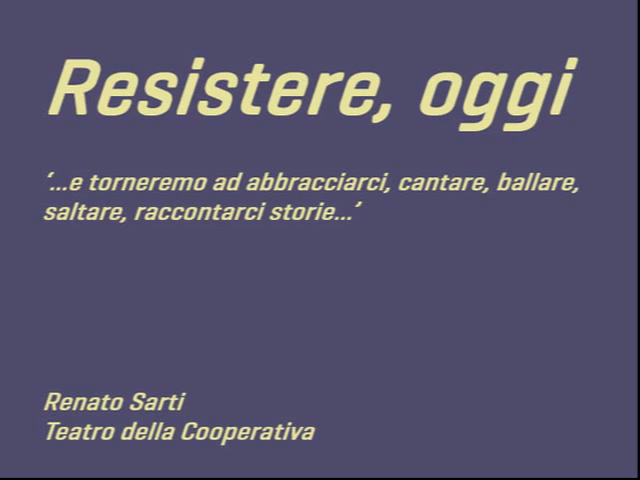 Resistere, oggi
‘...e torneremo ad abbracciarci, cantare, ballare,
saltare, raccontarci storie...’
Renato Sarti
Teatro della Cooperativa